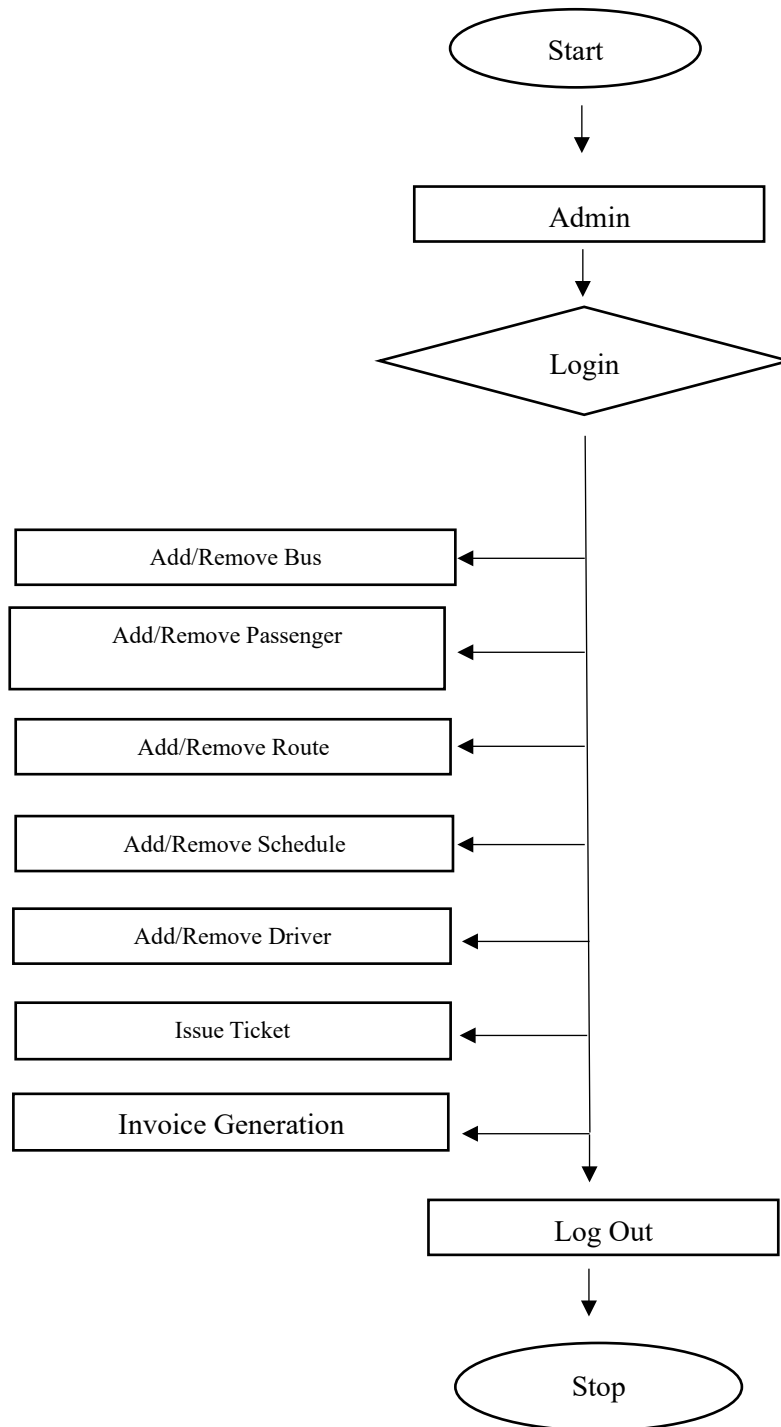 Start
Admin
Login
Add/Remove Bus
Add/Remove Passenger
Add/Remove Route
Add/Remove Schedule
Add/Remove Driver
Issue Ticket
Invoice Generation
Log Out
Stop